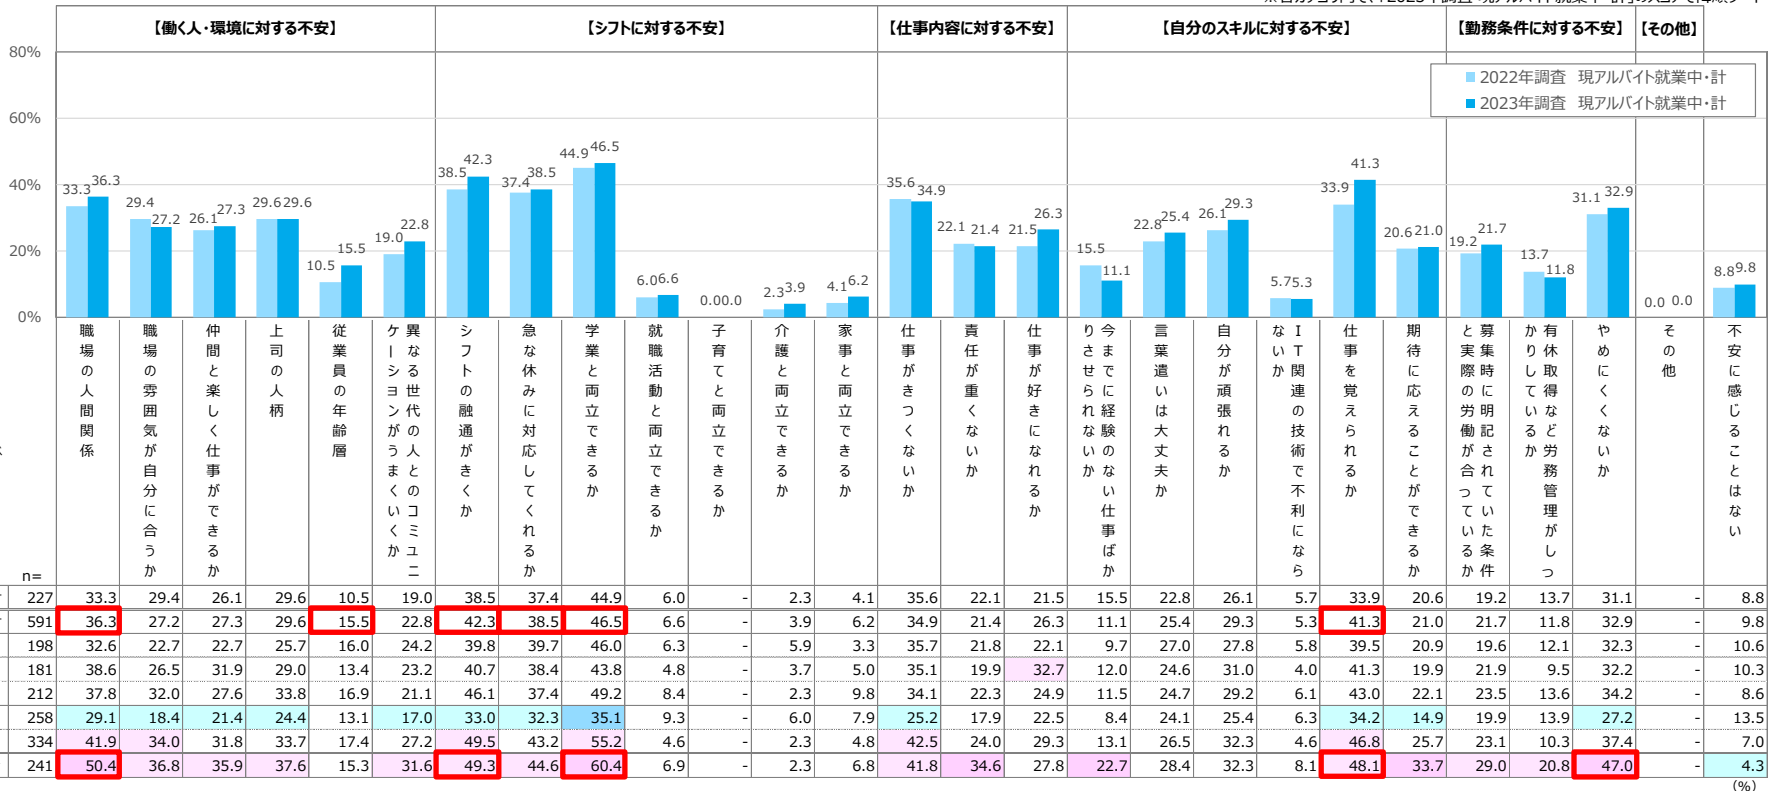 【働く人・環境に対する不安】 【シフトに対する不安】 【仕事内容に対する不安】 【自分のスキルに対する不安】 【勤務条件に対する不安】 【その他】
80%
60%
40%
20%
0%
2022年調査 現アルバイト就業中・計
2023年調査 現アルバイト就業中・計
33.3 36.3 29.4 27.2 26.1 27.3 29.6 29.6 10.5 15.5 19.0 22.8 38.5 42.3 37.4 38.5 44.9 46.5 6.0 6.6 0.0 0.0 2.3 3.9 4.1 6.2 35.6 34.9 22.1 21.4 21.5 26.3 15.5 11.1 22.8 25.4 26.1 29.3 5.7 5.3 33.9 41.3 20.6 21.0 19.2 21.7 13.7 11.8 31.1 32.9 0.0 0.0 8.8 9.8
職場の人間関係
職場の雰囲気が自分に合うか
仲間と楽しく仕事ができるか
上司の人柄
従業員の年齢層
異なる世代の人とのコミュニ
ケーションがうまくいくか
シフトの融通がきくか
急な休みに対応してくれるか
学業と両立できるか
就職活動と両立できるか
子育てと両立できるか
介護と両立できるか
家事と両立できるか
仕事がきつくないか
責任が重くないか
仕事が好きになれるか
今までに経験のない仕事ばか
りさせられないか
言葉遣いは大丈夫か
自分が頑張れるか
IT関連の技術で不利になら
ないか
仕事を覚えられるか
期待に応えることができるか
募集時に明記されていた条件
と実際の労働が合っているか
有休取得など労務管理がしっ
かりしているか
やめにくくないか
その他
不安に感じることはない
n=
227 33.3 29.4 26.1 29.6 10.5 19.0 38.5 37.4 44.9 6.0 - 2.3 4.1 35.6 22.1 21.5 15.5 22.8 26.1 5.7 33.9 20.6 19.2 13.7 31.1 - 8.8
591 36.3 27.2 27.3 29.6 15.5 22.8 42.3 38.5 46.5 6.6 - 3.9 6.2 34.9 21.4 26.3 11.1 25.4 29.3 5.3 41.3 21.0 21.7 11.8 32.9 - 9.8
198 32.6 22.7 22.7 25.7 16.0 24.2 39.8 39.7 46.0 6.3 - 5.9 3.3 35.7 21.8 22.1 9.7 27.0 27.8 5.8 39.5 20.9 19.6 12.1 32.3 - 10.6
181 38.6 26.5 31.9 29.0 13.4 23.2 40.7 38.4 43.8 4.8 - 3.7 5.0 35.1 19.9 32.7 12.0 24.6 31.0 4.0 41.3 19.9 21.9 9.5 32.2 - 10.3
212 37.8 32.0 27.6 33.8 16.9 21.1 46.1 37.4 49.2 8.4 - 2.3 9.8 34.1 22.3 24.9 11.5 24.7 29.2 6.1 43.0 22.1 23.5 13.6 34.2 - 8.6
258 29.1 18.4 21.4 24.4 13.1 17.0 33.0 32.3 35.1 9.3 - 6.0 7.9 25.2 17.9 22.5 8.4 24.1 25.4 6.3 34.2 14.9 19.9 13.9 27.2 - 13.5
334 41.9 34.0 31.8 33.7 17.4 27.2 49.5 43.2 55.2 4.6 - 2.3 4.8 42.5 24.0 29.3 13.1 26.5 32.3 4.6 46.8 25.7 23.1 10.3 37.4 - 7.0
241 50.4 36.8 35.9 37.6 15.3 31.6 49.3 44.6 60.4 6.9 - 2.3 6.8 41.8 34.6 27.8 22.7 28.4 32.3 8.1 48.1 33.7 29.0 20.8 47.0 - 4.3
(%)